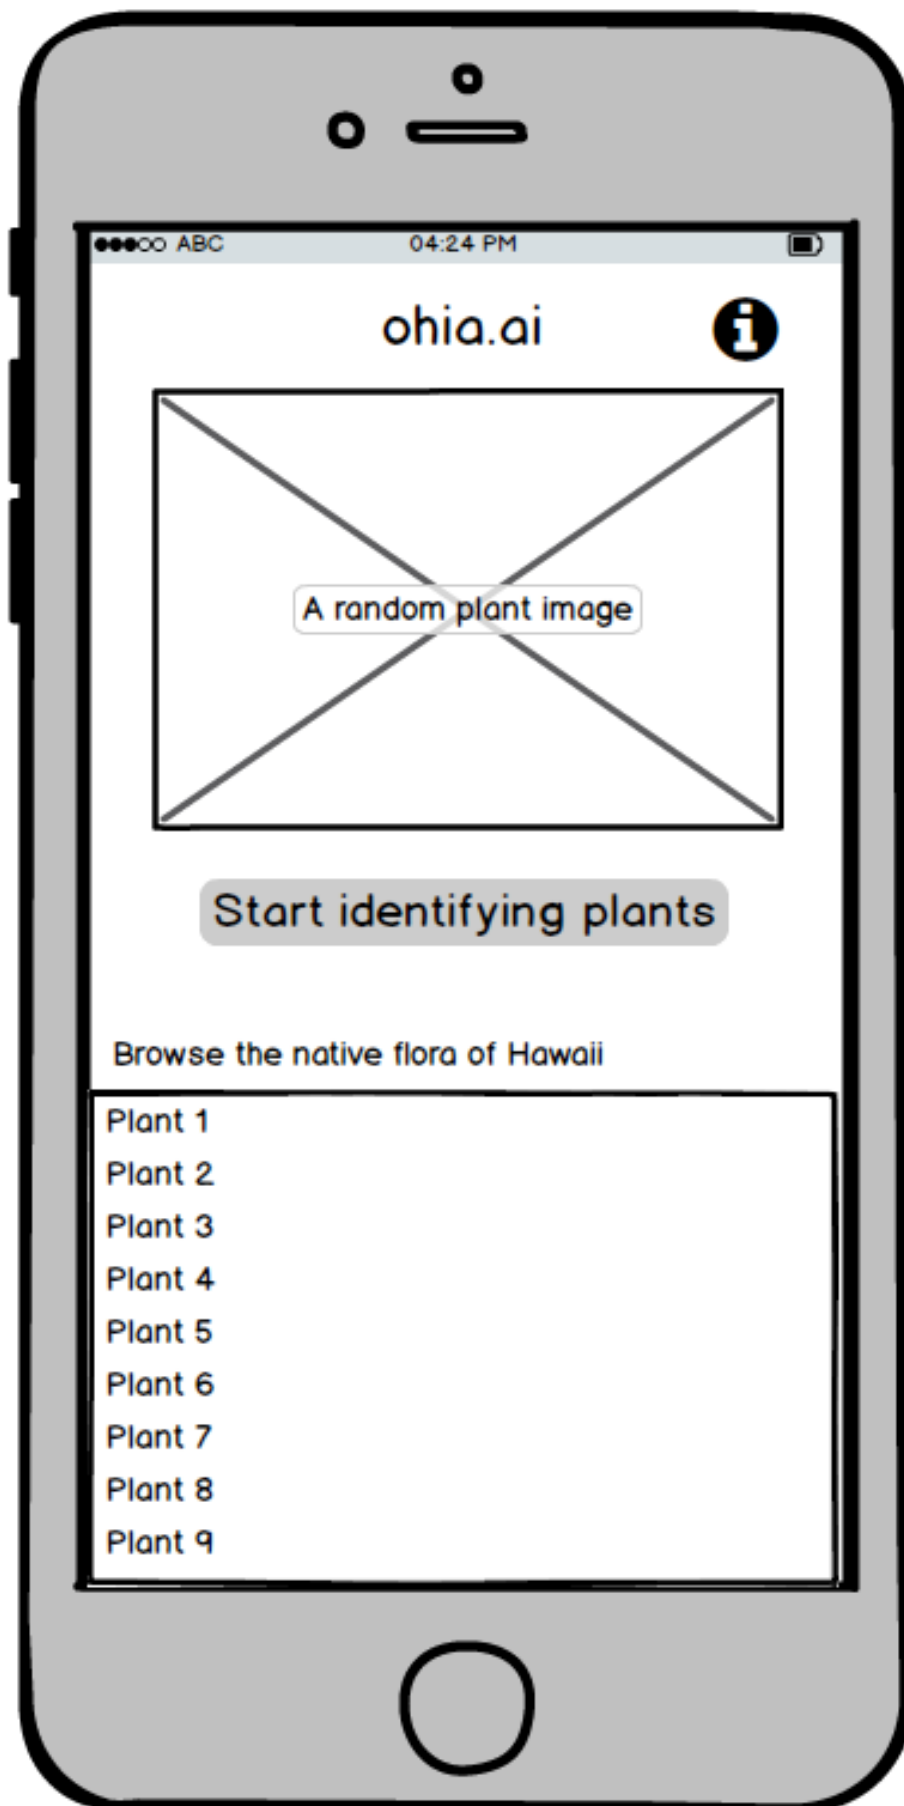 ABC 04:24 PM
ohia.ai
A random plant image
Start identifying plants
Browse the native flora of Hawaii
Plant 1
Plant 2
Plant 3
Plant 4
Plant 5
Plant 6
Plant 7
Plant 8
Plant 9